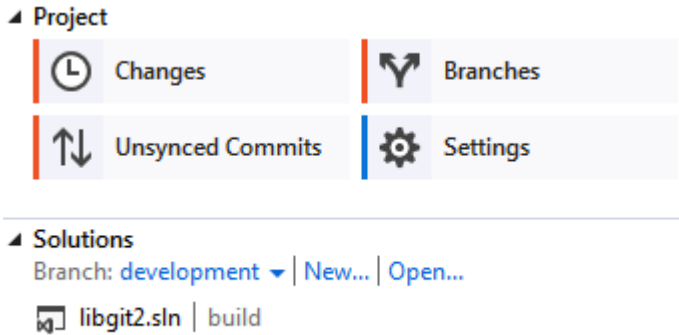 Project
Changes
Branches
Unsynced Commits
Settings
Solutions
Branch: development | New... | Open...
libgit2.sln | build